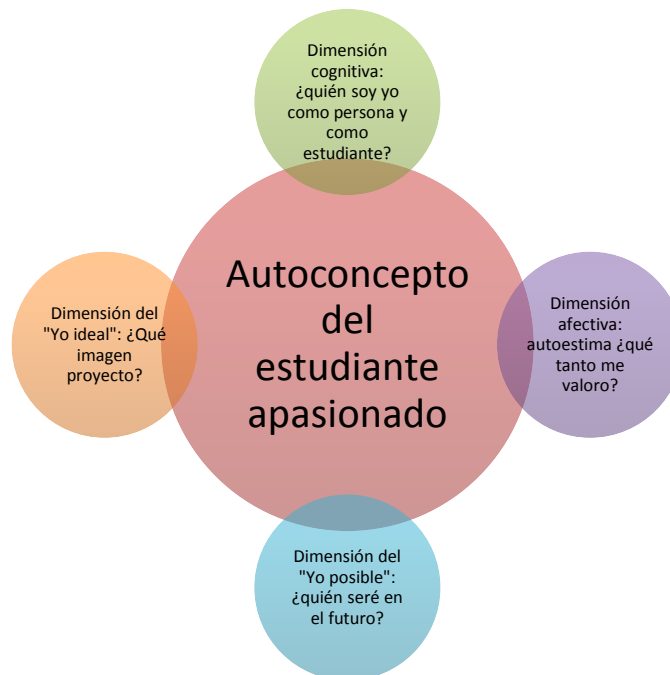 Dimensión
cognitiva:
¿quién soy yo
como persona y
como
estudiante?
Autoconcepto
del
estudiante
apasionado
Dimensión del
"Yo ideal": ¿Qué
imagen
proyecto?
Dimensión
afectiva:
autoestima ¿qué
tanto me
valoro?
Dimensión del
"Yo posible":
¿quién seré en
el futuro?